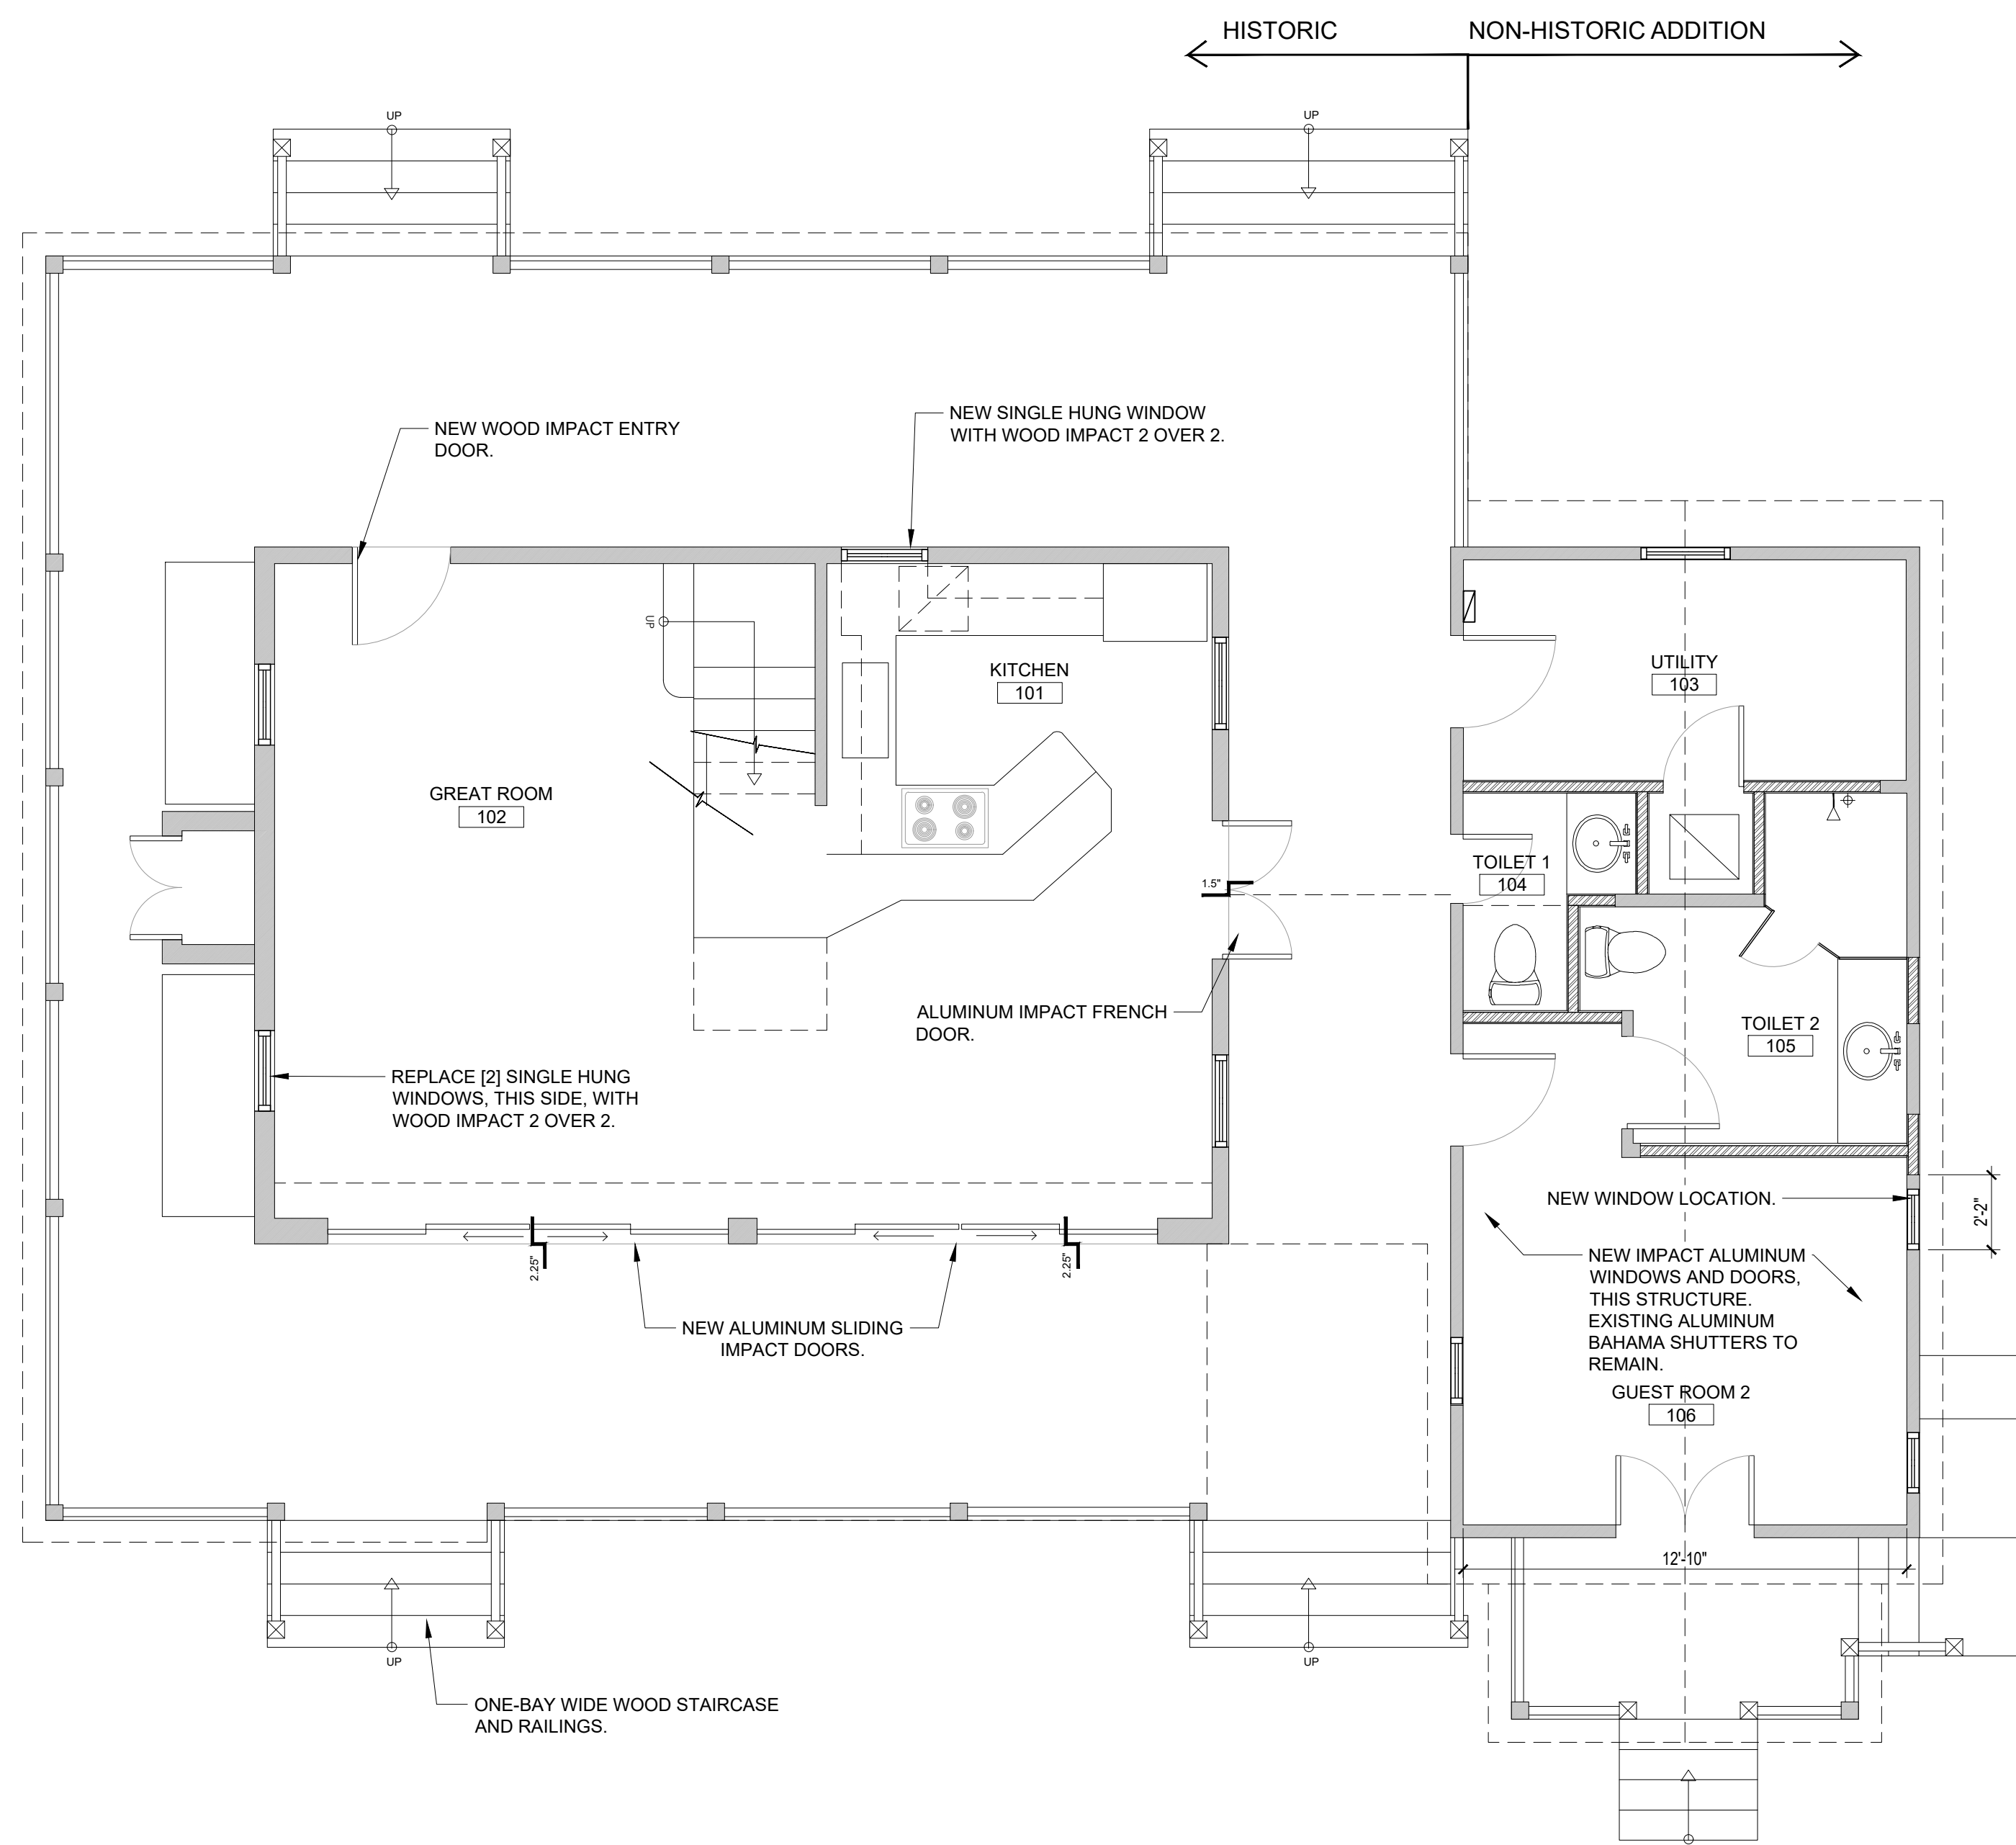 HISTORIC
NON-HISTORIC ADDITION
UP
UP
NEW WOOD IMPACT ENTRY
DOOR.
NEW SINGLE HUNG WINDOW
WITH WOOD IMPACT 2 OVER 2.
UP
KITCHEN
101
UTILITY
103
GREAT ROOM
102
TOILET 1
104
1.5"
ALUMINUM IMPACT FRENCH
DOOR.
TOILET 2
105
REPLACE [2] SINGLE HUNG
WINDOWS, THIS SIDE, WITH
WOOD IMPACT 2 OVER 2.
NEW WINDOW LOCATION.
2'-2"
2.25"
2.25"
NEW IMPACT ALUMINUM
WINDOWS AND DOORS,
THIS STRUCTURE.
EXISTING ALUMINUM
BAHAMA SHUTTERS TO
REMAIN.
NEW ALUMINUM SLIDING
IMPACT DOORS.
GUEST ROOM 2
106
12'-10"
UP
UP
ONE-BAY WIDE WOOD STAIRCASE
AND RAILINGS.